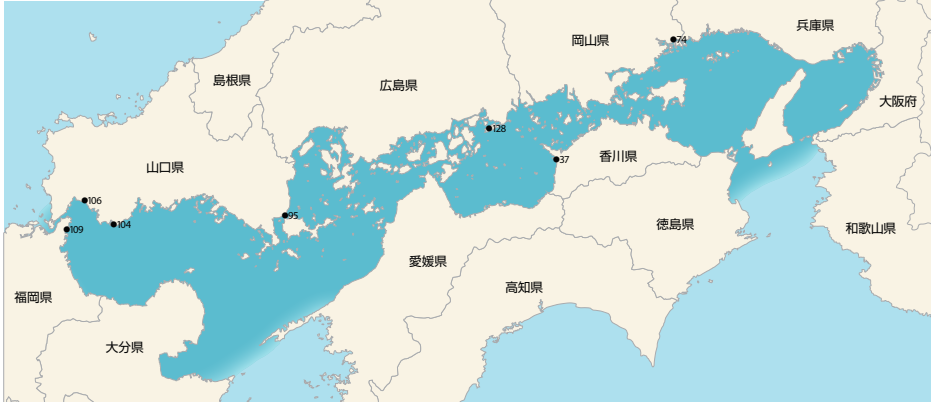 兵庫県
岡山県
74
島根県
広島県
大阪府
128
香川県
37
山口県
106
95
104
109
徳島県
和歌山県
愛媛県
高知県
福岡県
大分県